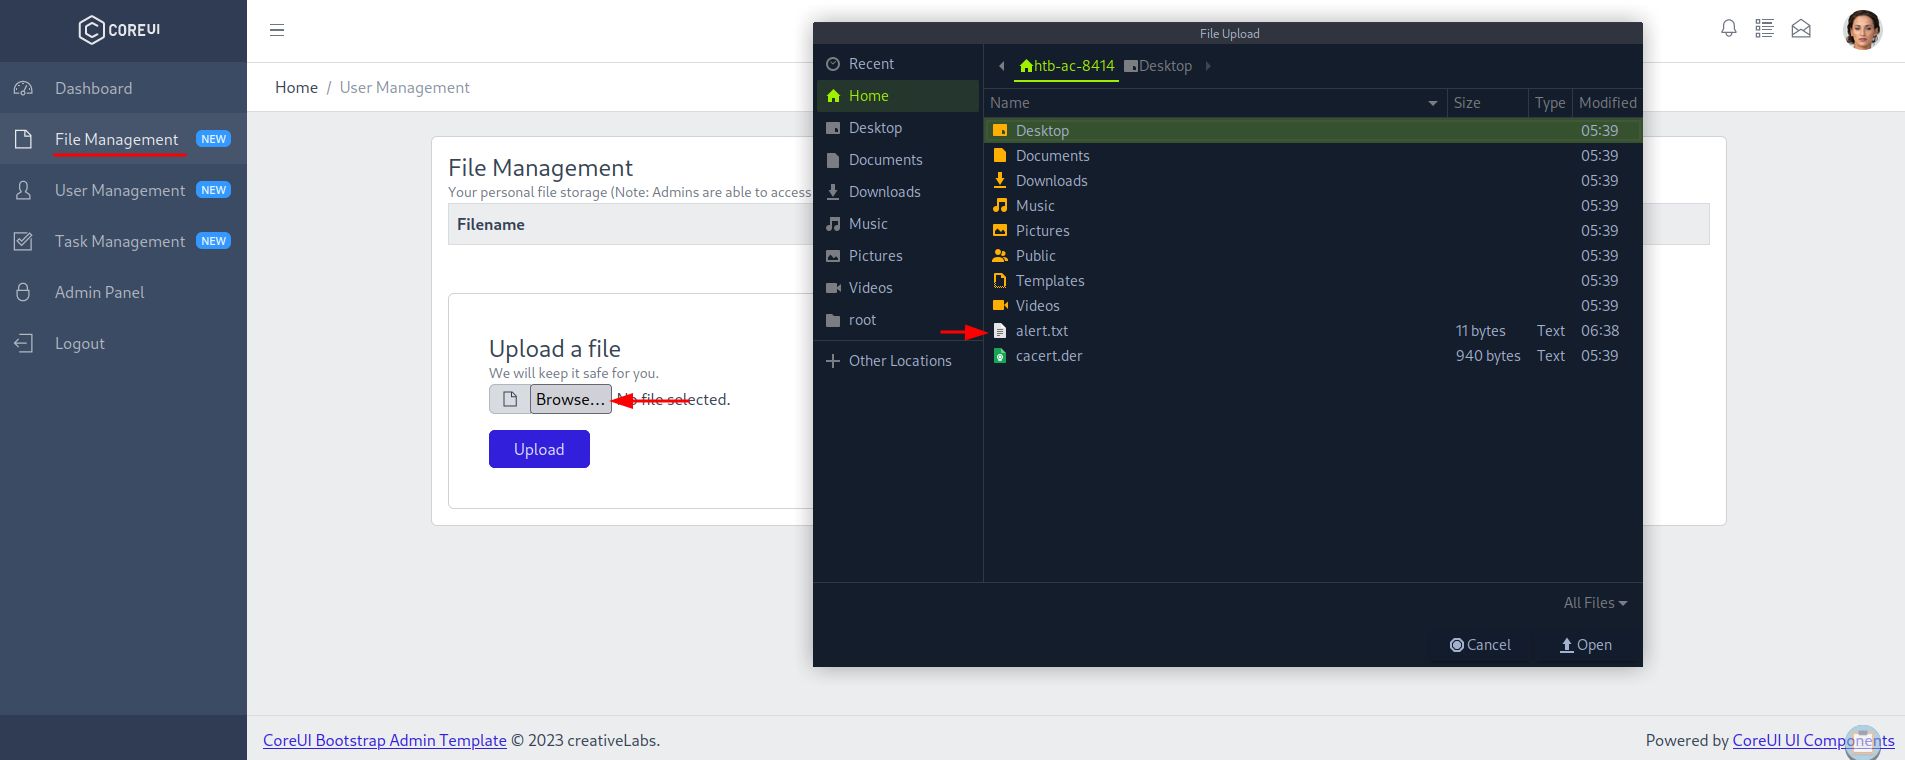 COREUI
Dashboard
File Management NEW
User Management NEW
Task Management NEW
Admin Panel
Logout
Home / User Management
File Management
Your personal file storage (Note: Admins are able to access
Filename
Upload a file
We will keep it safe for you.
Browse... No file selected.
Upload
File Upload
Recent
Home
Desktop
Documents
Downloads
Music
Pictures
Videos
root
Other Locations
htb-ac-8414 Desktop
Name Size Type Modified
Desktop 05:39
Documents 05:39
Downloads 05:39
Music 05:39
Pictures 05:39
Public 05:39
Templates 05:39
Videos 05:39
alert.txt 11 bytes Text 06:38
cacert.der 940 bytes Text 05:39
All Files
Cancel Open
CoreUI Bootstrap Admin Template © 2023 creativeLabs.
Powered by CoreUI UI Components